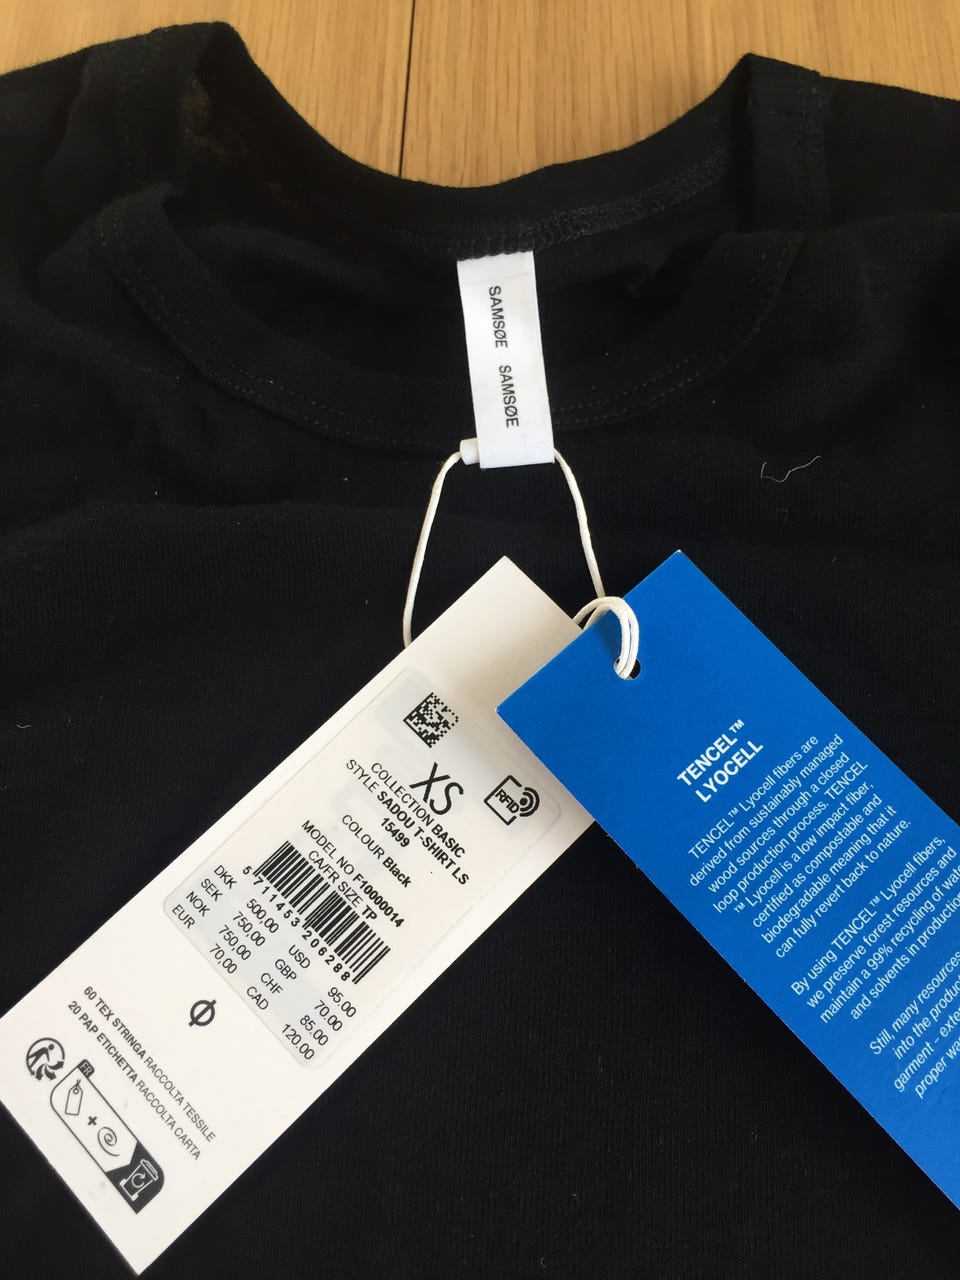 SAMSØE SAMSØE
XS
RFID
COLLECTION BASIC
STYLE SADOU T-SHIRT LS
15499
COLOUR Black
MODEL NO F10000014
CA/FR SIZE TP
5 711453 206288
DKK 500,00 USD 95.00
SEK 750,00 GBP 70.00
NOK 750,00 CHF 85.00
EUR 70,00 CAD 120.00
60 TEX STRINGA RACCOLTA TESSILE
20 PAP ETICHETTA RACCOLTA CARTA
FR
TENCEL™
LYOCELL
TENCEL™ Lyocell fibers are
derived from sustainably managed
wood sources through a closed
loop production process. TENCEL
™ Lyocell is a low impact fiber,
certified as compostable and
biodegradable meaning that it
can fully revert back to nature.
By using TENCEL™ Lyocell fibers,
we preserve forest resources and
maintain a 99% recycling of
and solvents in production
Still, many resources
into the
garment –
proper